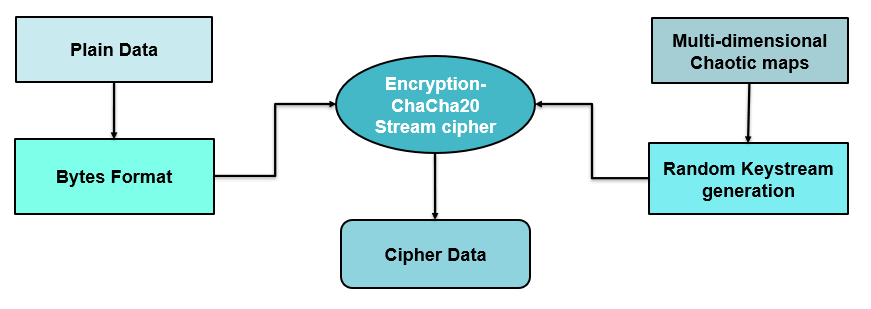 Plain Data
Multi-dimensional
Chaotic maps
Encryption-
ChaCha20
Stream cipher
Bytes Format
Random Keystream
generation
Cipher Data